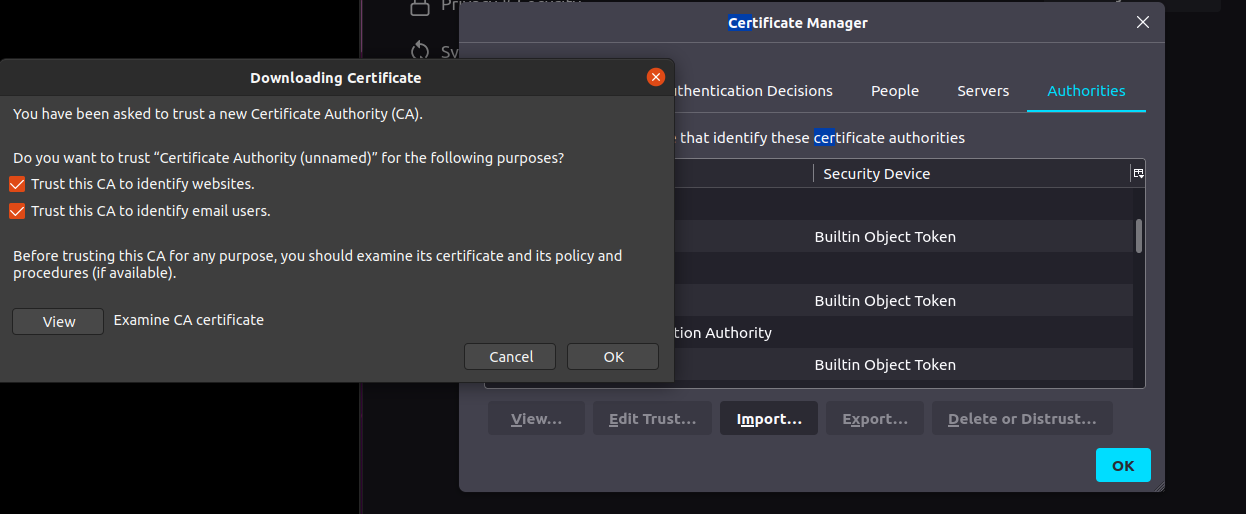 Sy
Certificate Manager
Downloading Certificate
You have been asked to trust a new Certificate Authority (CA).
Do you want to trust “Certificate Authority (unnamed)” for the following purposes?
Trust this CA to identify websites.
Trust this CA to identify email users.
Before trusting this CA for any purpose, you should examine its certificate and its policy and
procedures (if available).
View
Examine CA certificate
Cancel
OK
uthentication Decisions
People
Servers
Authorities
that identify these certificate authorities
Security Device
Builtin Object Token
Builtin Object Token
tion Authority
Builtin Object Token
View...
Edit Trust...
Import...
Export...
Delete or Distrust...
OK